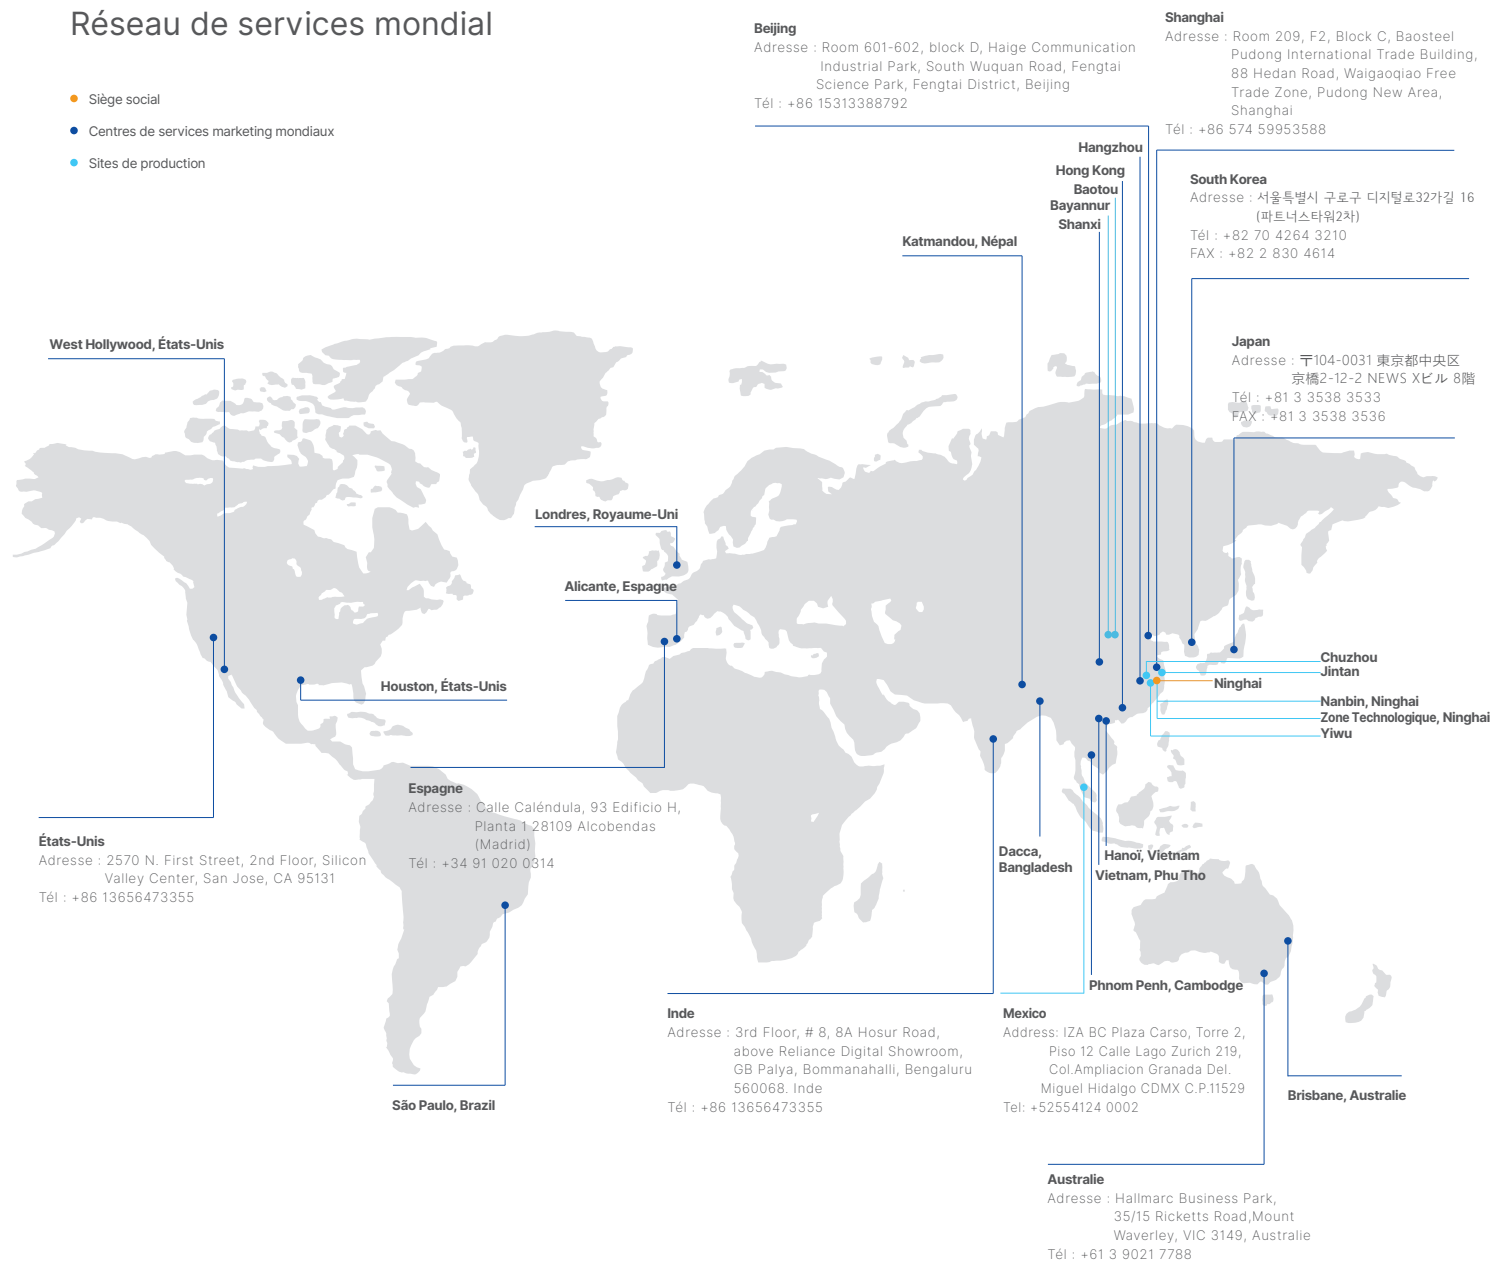 Réseau de services mondial
Siège social
Centres de services marketing mondiaux
Sites de production
Beijing
Adresse : Room 601-602, block D, Haige Communication
Industrial Park, South Wuquan Road, Fengtai
Science Park, Fengtai District, Beijing
Tél : +86 15313388792
Shanghai
Adresse : Room 209, F2, Block C, Baosteel
Pudong International Trade Building,
88 Hedan Road, Waigaoqiao Free
Trade Zone, Pudong New Area,
Shanghai
Tél : +86 574 59953588
Hangzhou
Hong Kong
Baotou
Bayannur
Shanxi
South Korea
Adresse : 서울특별시 구로구 디지털로32가길 16
(파트너스타워2차)
Tél : +82 70 4264 3210
FAX : +82 2 830 4614
Katmandou, Népal
West Hollywood, États-Unis
Japan
Adresse : 〒104-0031 東京都中央区
京橋2-12-2 NEWS Xビル 8階
Tél : +81 3 3538 3533
FAX : +81 3 3538 3536
Londres, Royaume-Uni
Alicante, Espagne
Houston, États-Unis
Chuzhou
Jintan
Ninghai
Nanbin, Ninghai
Zone Technologique, Ninghai
Yiwu
Espagne
Adresse : Calle Caléndula, 93 Edificio H,
Planta 1 28109 Alcobendas
(Madrid)
Tél : +34 91 020 0314
États-Unis
Adresse : 2570 N. First Street, 2nd Floor, Silicon
Valley Center, San Jose, CA 95131
Tél : +86 13656473355
Dacca,
Bangladesh
Hanoï, Vietnam
Vietnam, Phu Tho
Phnom Penh, Cambodge
Inde
Adresse : 3rd Floor, # 8, 8A Hosur Road,
above Reliance Digital Showroom,
GB Palya, Bommanahalli, Bengaluru
560068. Inde
Tél : +86 13656473355
Mexico
Address: IZA BC Plaza Carso, Torre 2,
Piso 12 Calle Lago Zurich 219,
Col.Ampliacion Granada Del.
Miguel Hidalgo CDMX C.P.11529
Tel: +52554124 0002
São Paulo, Brazil
Brisbane, Australie
Australie
Adresse : Hallmarc Business Park,
35/15 Ricketts Road,Mount
Waverley, VIC 3149, Australie
Tél : +61 3 9021 7788